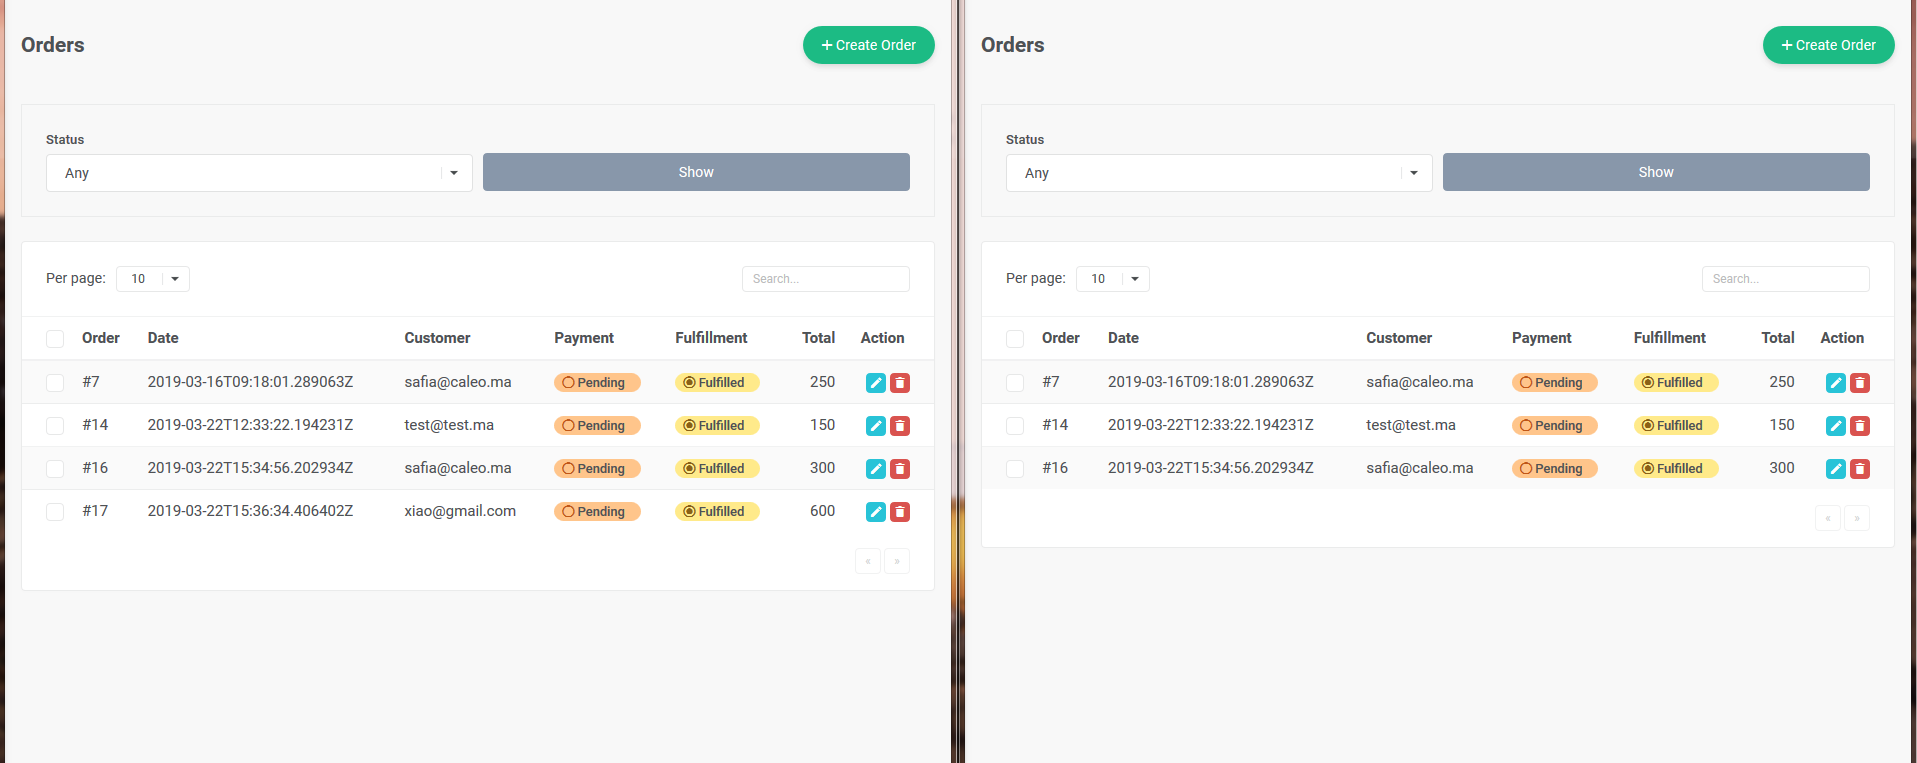 Orders
+ Create Order
Status
Any
Show
Per page: 10
Search...
Order Date Customer Payment Fulfillment Total Action
#7 2019-03-16T09:18:01.289063Z safia@caleo.ma Pending Fulfilled 250
#14 2019-03-22T12:33:22.194231Z test@test.ma Pending Fulfilled 150
#16 2019-03-22T15:34:56.202934Z safia@caleo.ma Pending Fulfilled 300
#17 2019-03-22T15:36:34.406402Z xiao@gmail.com Pending Fulfilled 600
« »
Orders
+ Create Order
Status
Any
Show
Per page: 10
Search...
Order Date Customer Payment Fulfillment Total Action
#7 2019-03-16T09:18:01.289063Z safia@caleo.ma Pending Fulfilled 250
#14 2019-03-22T12:33:22.194231Z test@test.ma Pending Fulfilled 150
#16 2019-03-22T15:34:56.202934Z safia@caleo.ma Pending Fulfilled 300
« »